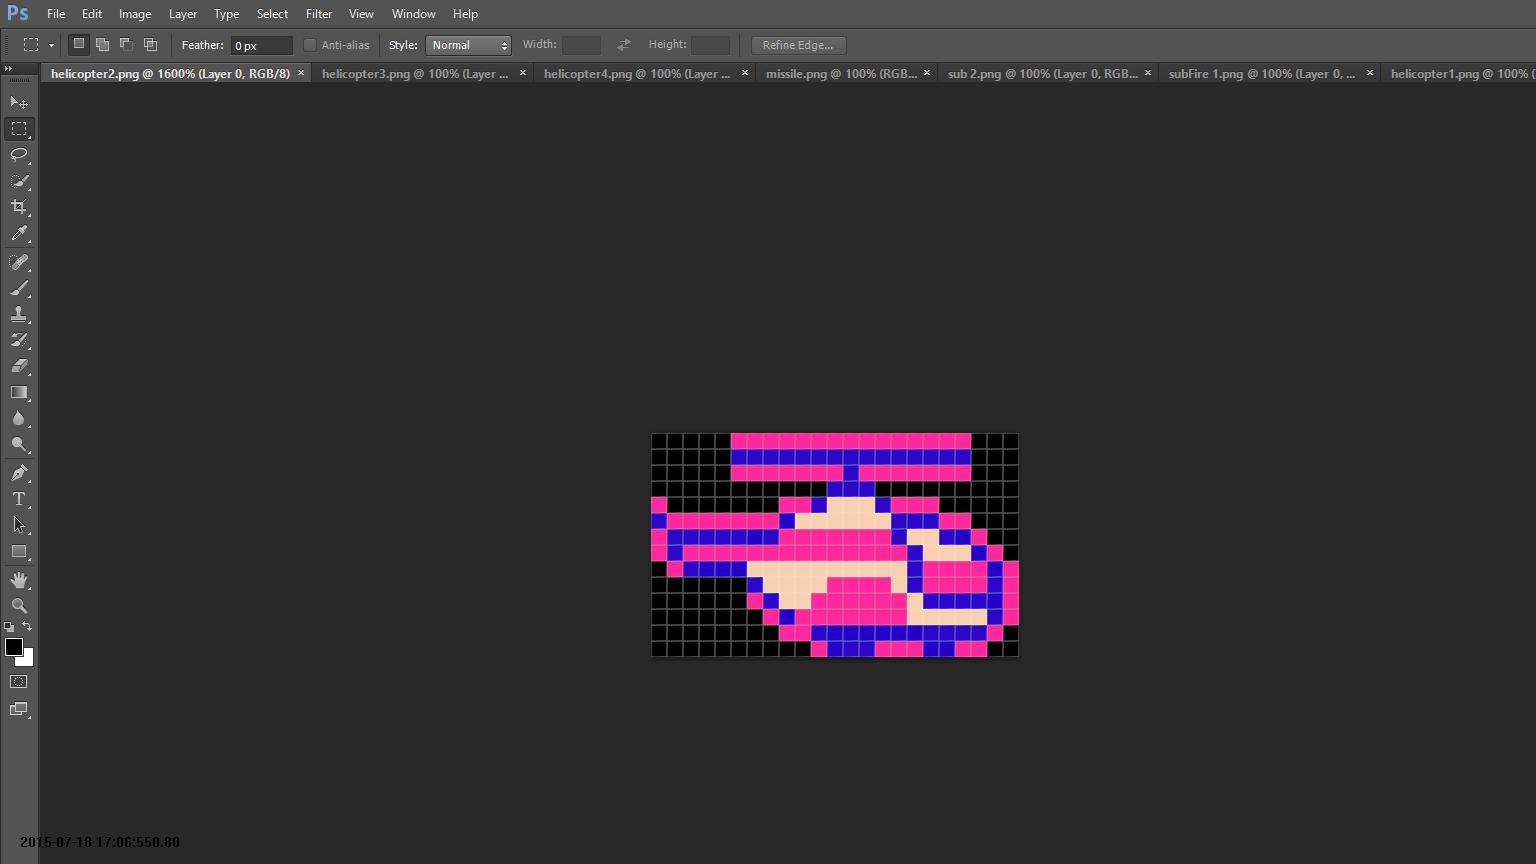 Ps File Edit Image Layer Type Select Filter View Window Help
Feather: 0 px Anti-alias Style: Normal Width: Height: Refine Edge...
helicopter2.png @ 1600% (Layer 0, RGB/8) × helicopter3.png @ 100% (Layer ... × helicopter4.png @ 100% (Layer ... × missile.png @ 100% (RGB... × sub 2.png @ 100% (Layer 0, RGB... × subFire 1.png @ 100% (Layer 0, ... × helicopter1.png @ 100% (
T
2015-07-18 17:06:550.80